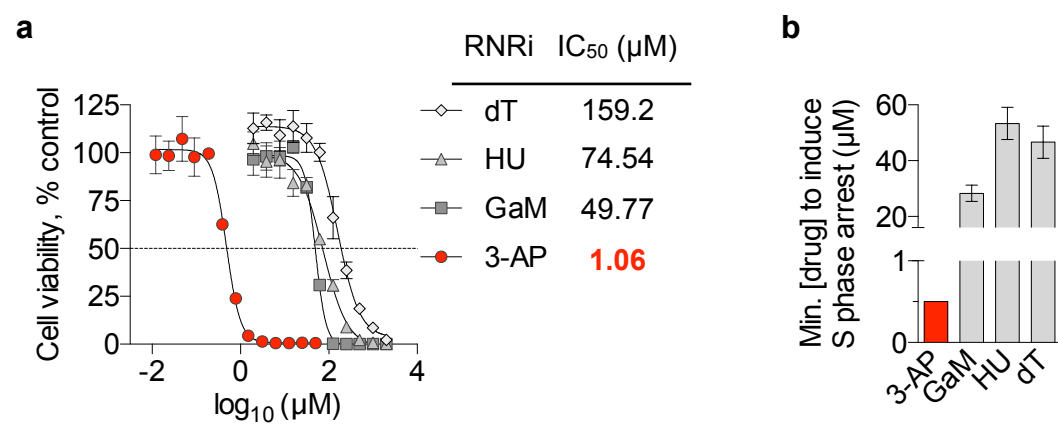 a
RNRi IC50 (µM)
dT 159.2
HU 74.54
GaM 49.77
3-AP 1.06
Cell viability, % control
125
100
75
50
25
0
-2 0 2 4
log10 (µM)
b
Min. [drug] to induce
S phase arrest (µM)
60
40
20
1
0
3-AP GaM HU dT